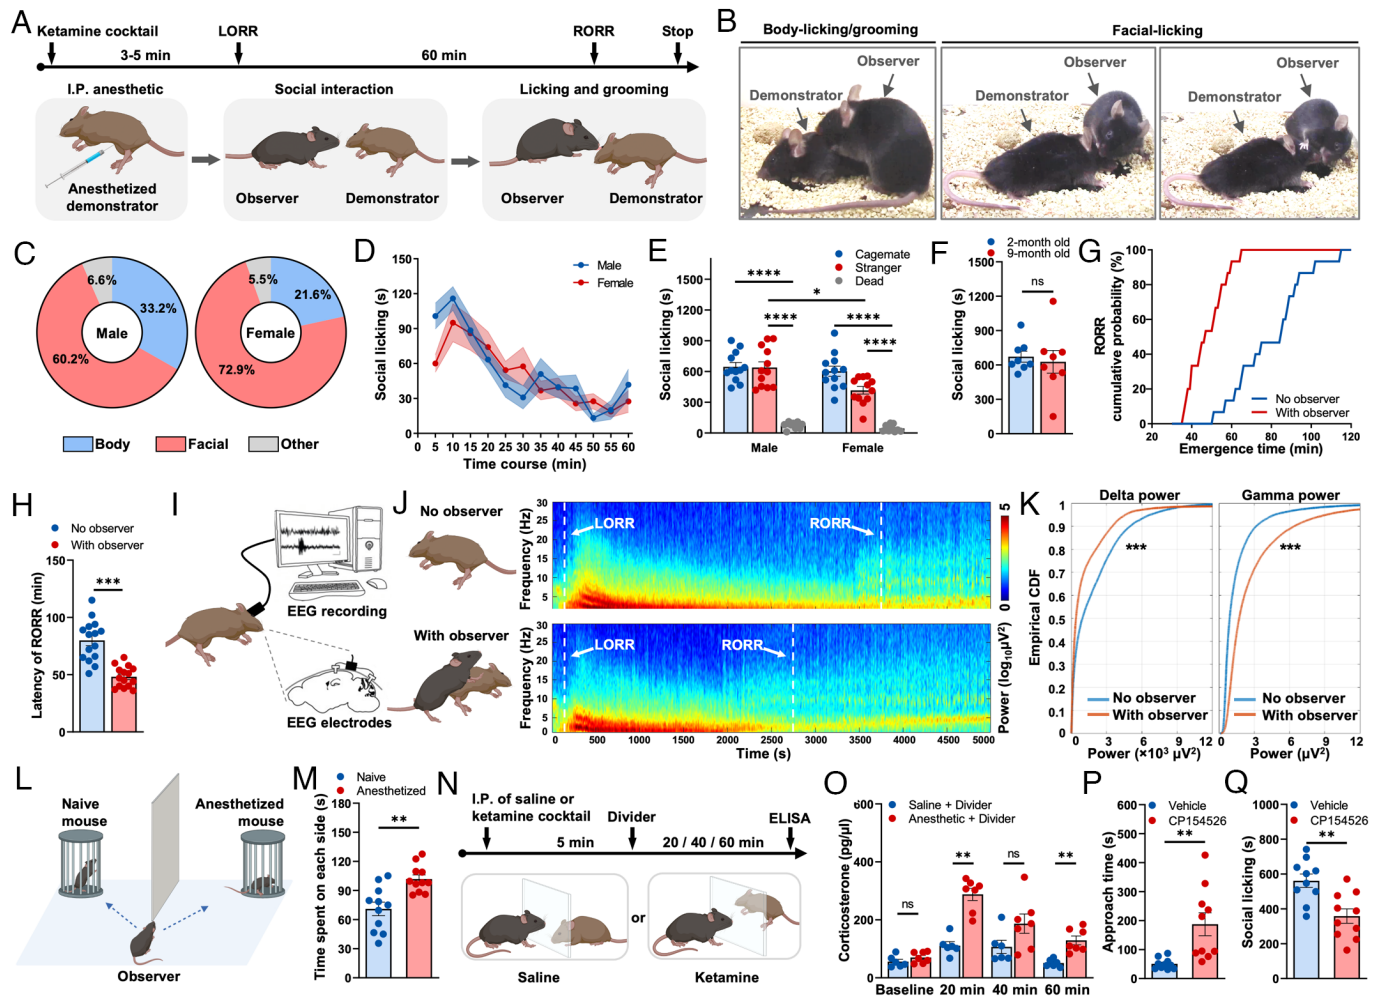 A
Ketamine cocktail
LORR
RORR
Stop
3-5 min
60 min
I.P. anesthetic
Social interaction
Licking and grooming
Anesthetized
demonstrator
Observer
Demonstrator
Observer
Demonstrator
B
Body-licking/grooming
Facial-licking
Observer
Demonstrator
Observer
Demonstrator
Observer
Demonstrator
C
6.6%
33.2%
Male
60.2%
5.5%
21.6%
Female
72.9%
Body
Facial
Other
D
Social licking (s)
150
120
90
60
30
0
Male
Female
0 5 10 15 20 25 30 35 40 45 50 55 60
Time course (min)
E
Cagemate
Stranger
Dead
Social licking (s)
1500
1200
900
600
300
0
****
*
****
****
****
Male
Female
F
2-month old
9-month old
Social licking (s)
1500
1200
900
600
300
0
ns
G
RORR
cumulative probability (%)
100
80
60
40
20
0
No observer
With observer
20 40 60 80 100 120
Emergence time (min)
H
No observer
With observer
Latency of RORR (min)
150
100
50
0
***
I
EEG recording
EEG electrodes
J
No observer
With observer
Frequency (Hz)
30
25
20
15
10
5
LORR
RORR
5
0
Frequency (Hz)
30
25
20
15
10
5
0
LORR
RORR
Power (log10μV2)
0 500 1000 1500 2000 2500 3000 3500 4000 4500 5000
Time (s)
K
Delta power
Gamma power
Empirical CDF
1
0.9
0.8
0.7
0.6
0.5
0.4
0.3
0.2
0.1
0.1
***
***
No observer
With observer
No observer
With observer
0 3 6 9 12
Power (×10³ μV²)
0 3 6 9 12
Power (μV²)
L
Naive
mouse
Anesthetized
mouse
Observer
M
Naive
Anesthetized
Time spent on each side (s)
180
150
120
90
60
30
0
**
N
I.P. of saline or
ketamine cocktail
Divider
ELISA
5 min
20 / 40 / 60 min
or
Saline
Ketamine
O
Saline + Divider
Anesthetic + Divider
Corticosterone (pg/μl)
600
400
200
0
ns
**
ns
**
Baseline
20 min
40 min
60 min
P
Vehicle
CP154526
Approach time (s)
600
500
400
300
200
100
0
**
Q
Vehicle
CP154526
Social licking (s)
1000
800
600
400
200
0
**